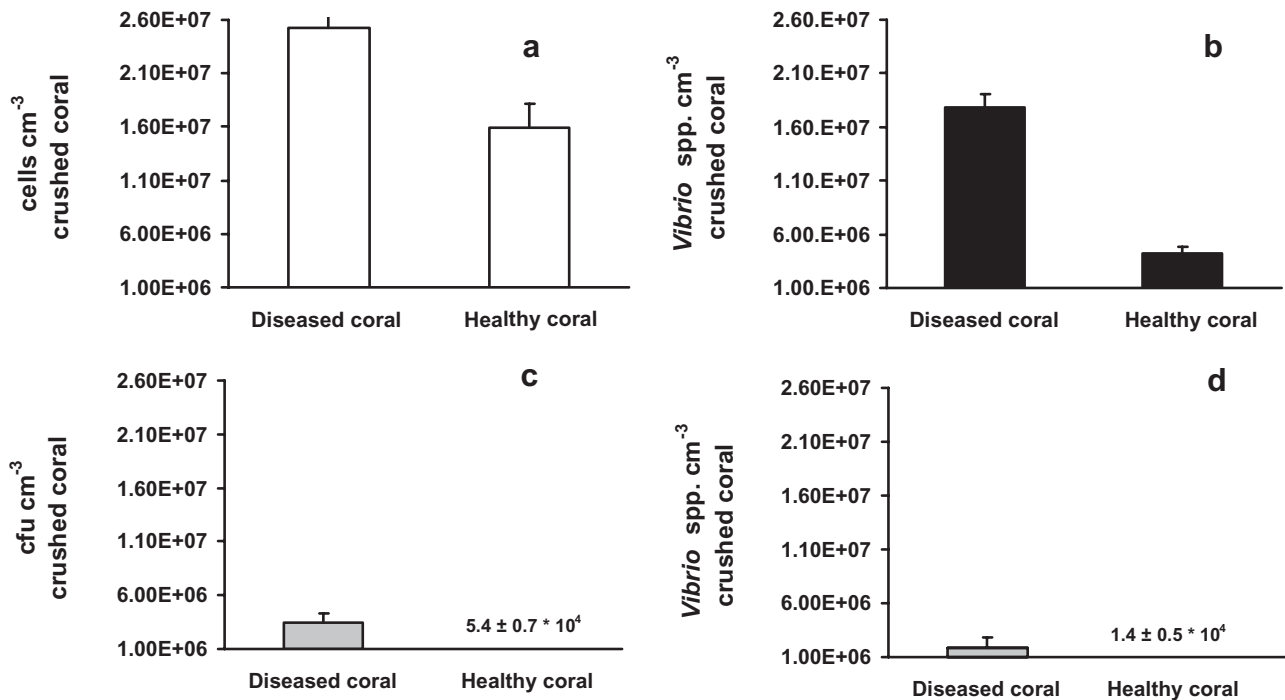 a
cells cm⁻³
crushed coral
2.60E+07
2.10E+07
1.60E+07
1.10E+07
6.00E+06
1.00E+06
Diseased coral Healthy coral
b
Vibrio spp. cm⁻³
crushed coral
2.60.E+07
2.10.E+07
1.60.E+07
1.10.E+07
6.00.E+06
1.00.E+06
Diseased coral Healthy coral
c
cfu cm⁻³
crushed coral
2.60E+07
2.10E+07
1.60E+07
1.10E+07
6.00E+06
1.00E+06
5.4 ± 0.7 * 10⁴
Diseased coral Healthy coral
d
Vibrio spp. cm⁻³
crushed coral
2.60E+07
2.10E+07
1.60E+07
1.10E+07
6.00E+06
1.00E+06
1.4 ± 0.5 * 10⁴
Diseased coral Healthy coral